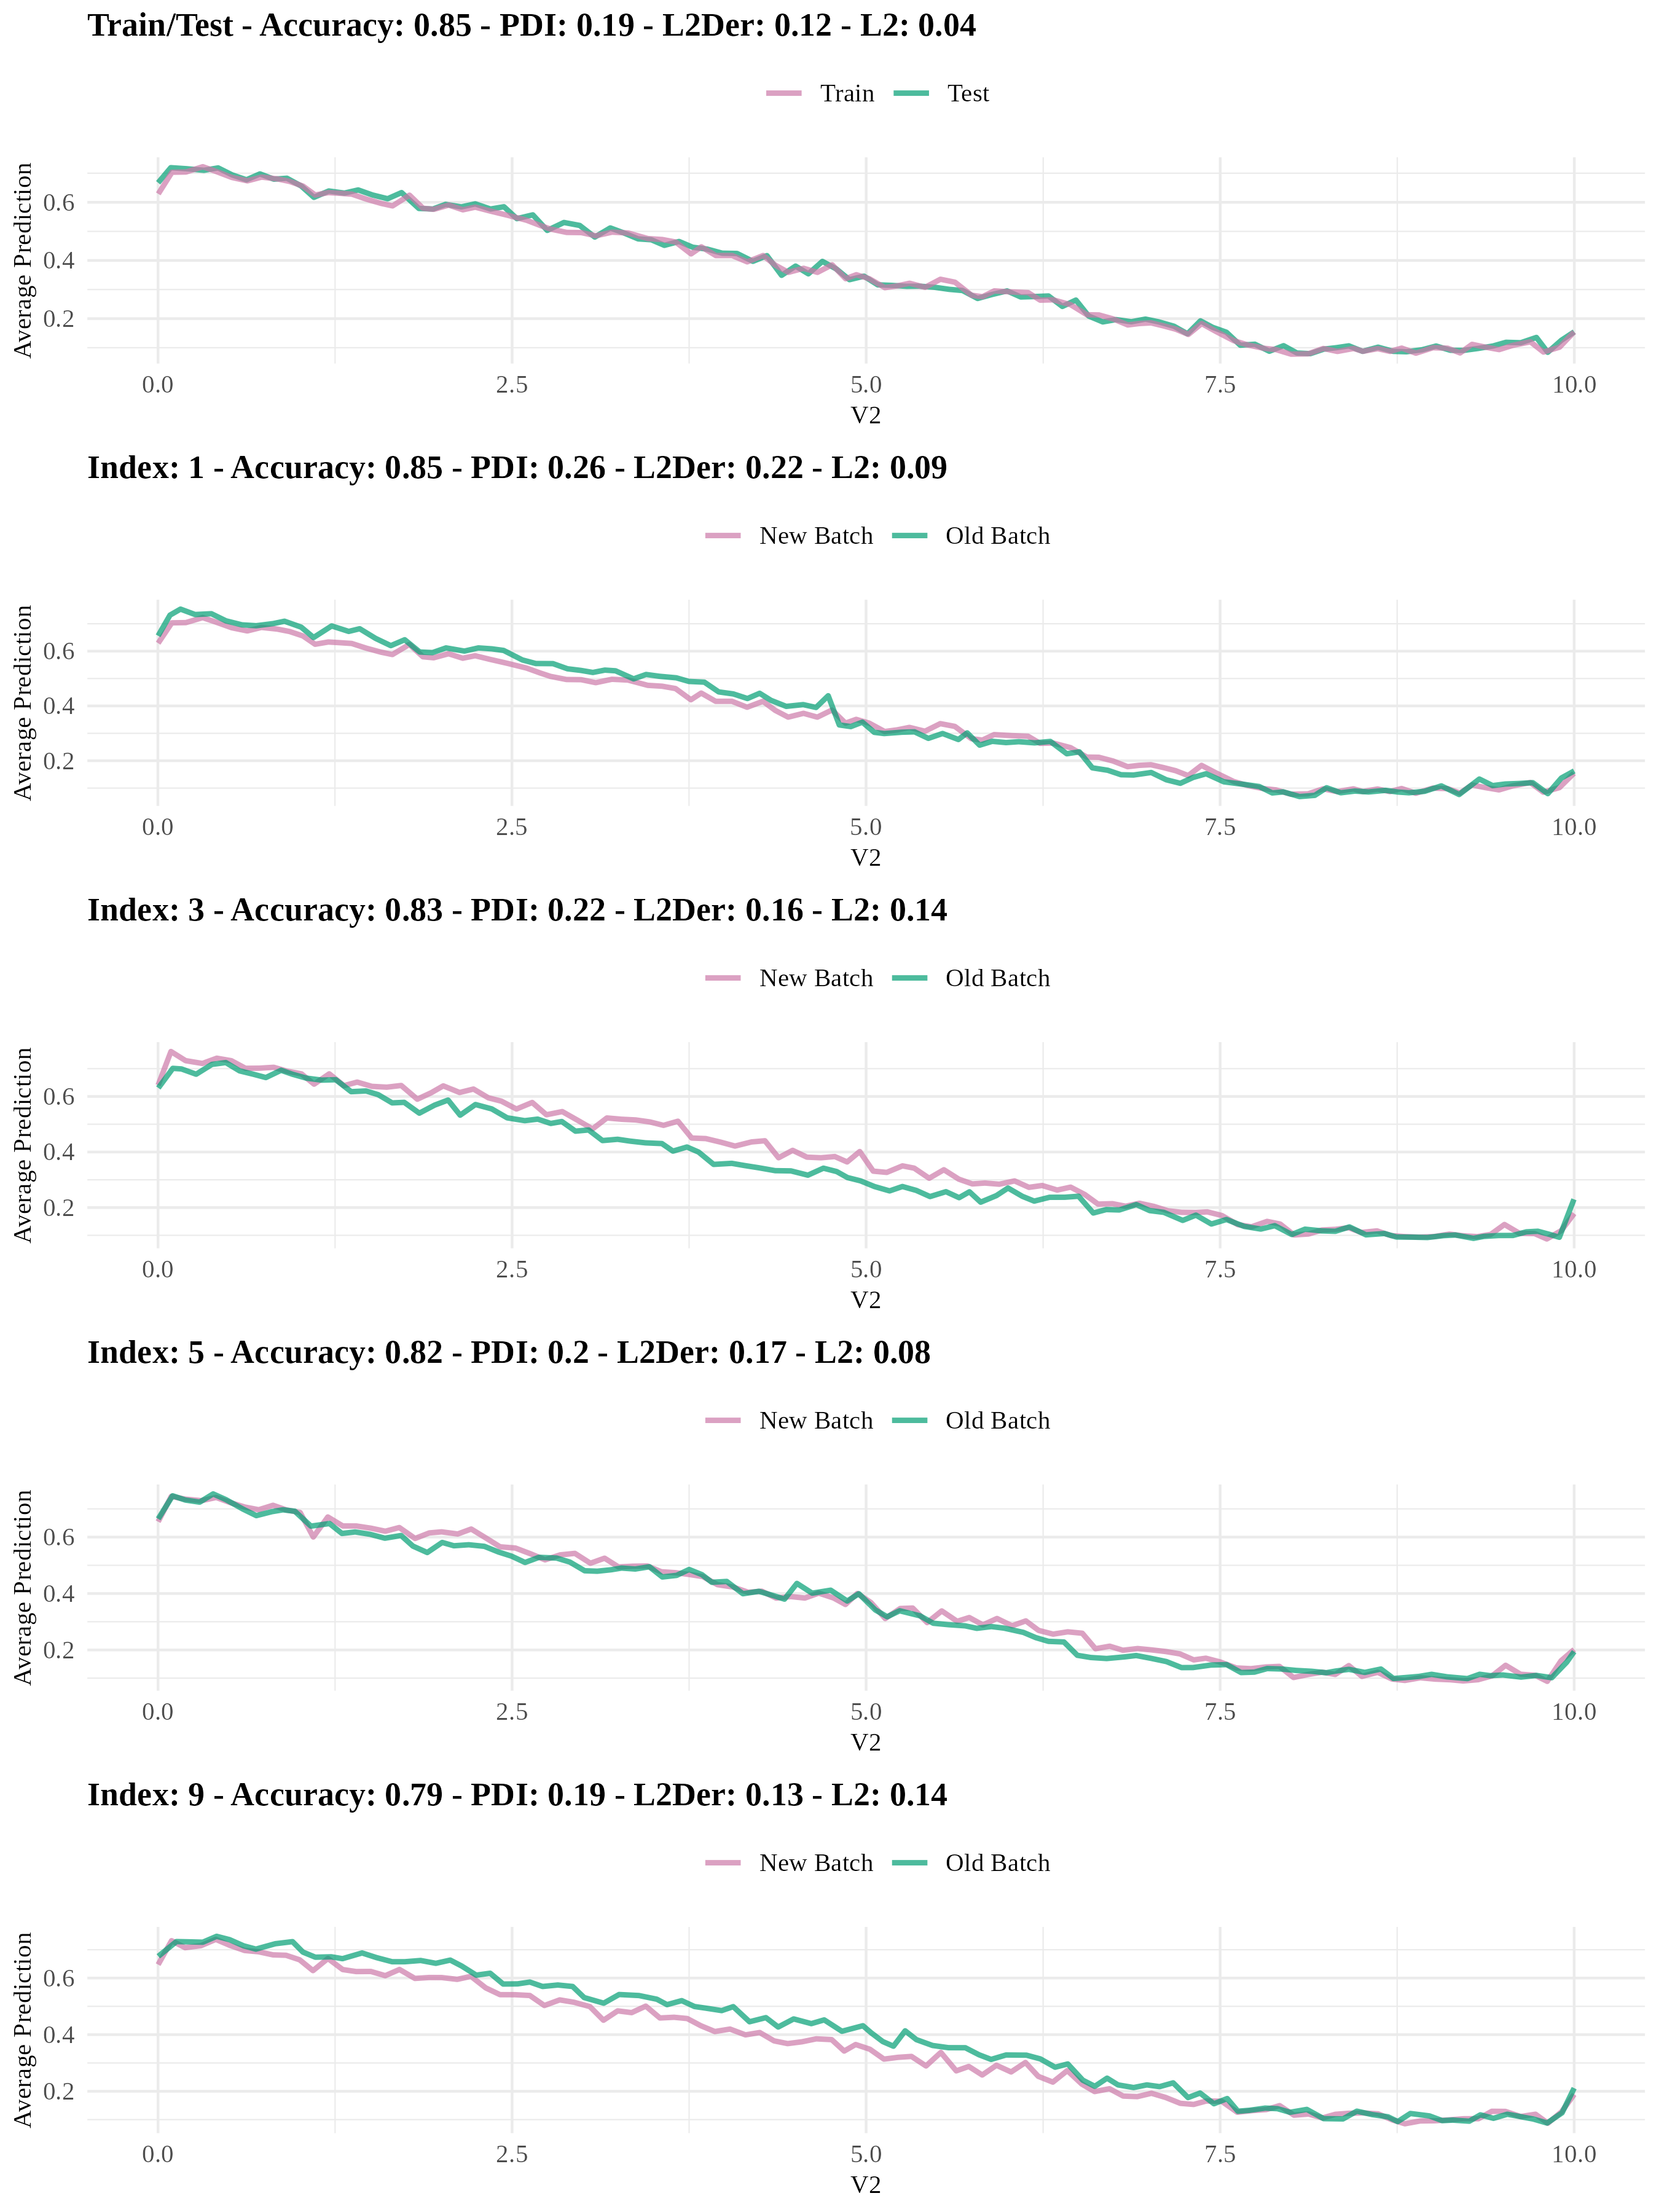 Train/Test - Accuracy: 0.85 - PDI: 0.19 - L2Der: 0.12 - L2: 0.04
Train Test
Average Prediction
0.6
0.4
0.2
0.0 2.5 5.0 7.5 10.0
V2
Index: 1 - Accuracy: 0.85 - PDI: 0.26 - L2Der: 0.22 - L2: 0.09
New Batch Old Batch
Average Prediction
0.6
0.4
0.2
0.0 2.5 5.0 7.5 10.0
V2
Index: 3 - Accuracy: 0.83 - PDI: 0.22 - L2Der: 0.16 - L2: 0.14
New Batch Old Batch
Average Prediction
0.6
0.4
0.2
0.0 2.5 5.0 7.5 10.0
V2
Index: 5 - Accuracy: 0.82 - PDI: 0.2 - L2Der: 0.17 - L2: 0.08
New Batch Old Batch
Average Prediction
0.6
0.4
0.2
0.0 2.5 5.0 7.5 10.0
V2
Index: 9 - Accuracy: 0.79 - PDI: 0.19 - L2Der: 0.13 - L2: 0.14
New Batch Old Batch
Average Prediction
0.6
0.4
0.2
0.0 2.5 5.0 7.5 10.0
V2